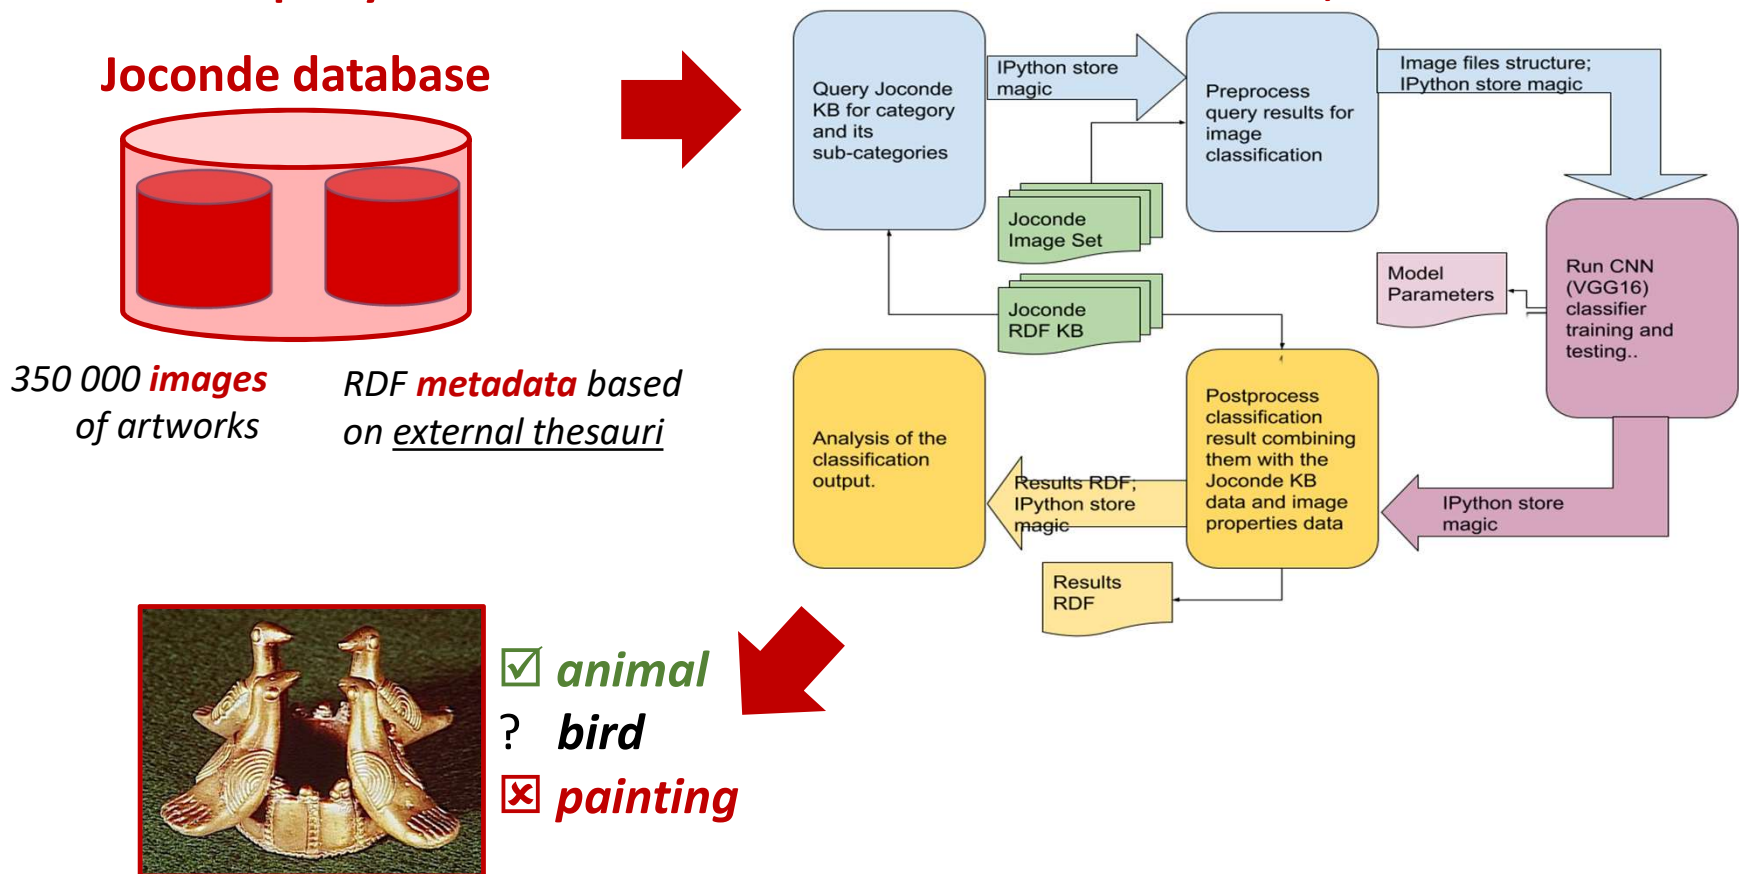 Joconde database
350 000 images
of artworks
RDF metadata based
on external thesauri
Query Joconde
KB for category
and its
sub-categories
IPython store
magic
Preprocess
query results for
image
classification
Image files structure;
IPython store magic
Joconde
Image Set
Joconde
RDF KB
Model
Parameters
Run CNN
(VGG16)
classifier
training and
testing..
IPython store
magic
Postprocess
classification
result combining
them with the
Joconde KB
data and image
properties data
Results RDF;
IPython store
magic
Analysis of the
classification
output.
Results
RDF
☑ animal
? bird
☒ painting